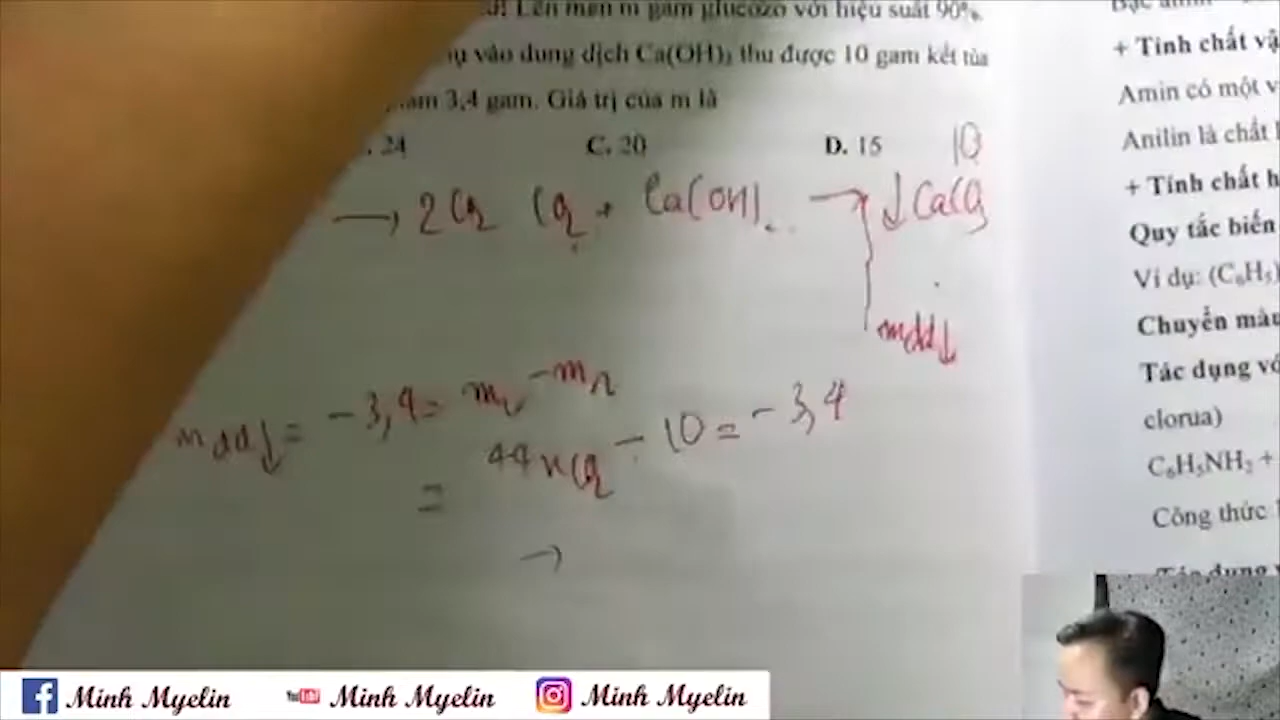 Lên men m gam glucozơ với hiệu suất 90%
vào dung dịch Ca(OH)₂ thu được 10 gam kết tủa
3,4 gam. Giá trị của m là
. 24 C. 20 D. 15 10
→ 2CO₂ CO₂ + Ca(OH) → ↓CaCO₃
mdd↓
mdd↓ = -3,4 = m -m
= 44nCO₂ - 10 = -3,4
→
+ Tính chất
Amin có một
Anilin là chất
+ Tính chất
Quy tắc biến
Ví dụ: (C₆H₅)
Chuyển
Tác dụng
clorua)
C₆H₅NH₂ +
Công thức
Minh Myelin YouTube Minh Myelin Minh Myelin